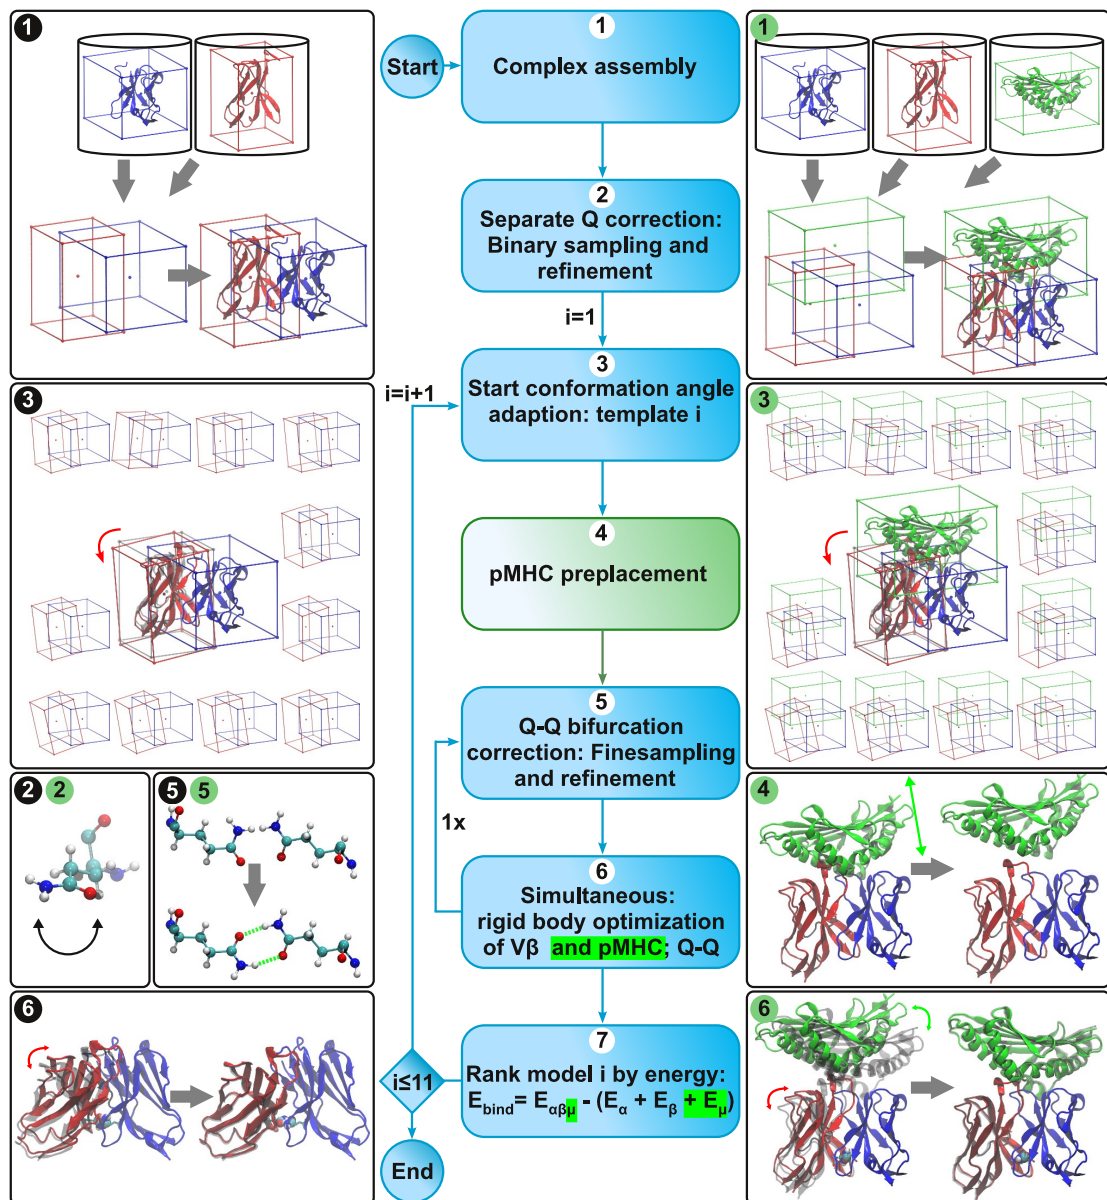 1
1
Start
1
Complex assembly
2
Separate Q correction:
Binary sampling and
refinement
i=1
i=i+1
3
Start conformation angle
adaption: template i
3
3
4
pMHC preplacement
5
Q-Q bifurcation
correction: Finesampling
and refinement
1x
2 2
5 5
4
6
Simultaneous:
rigid body optimization
of Vβ and pMHC; Q-Q
6
6
7
Rank model i by energy:
E_bind= E_αβμ - (E_α + E_β + E_μ)
i≤11
End